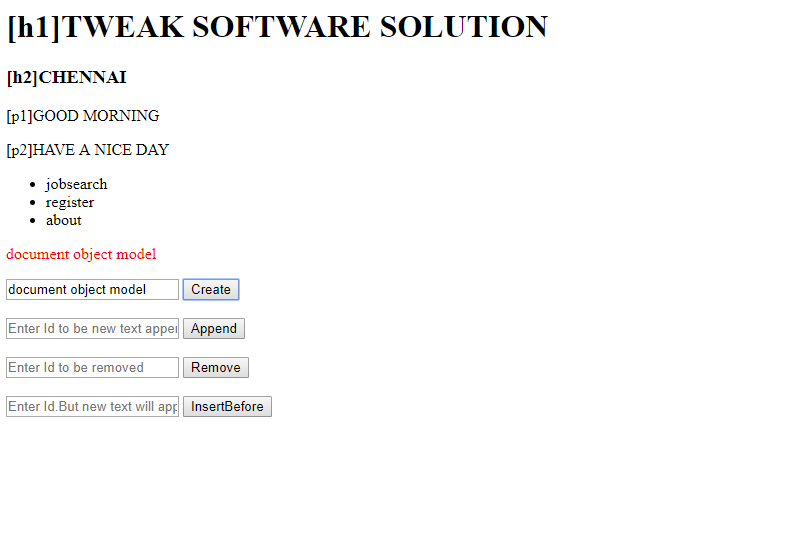 [h1]TWEAK SOFTWARE SOLUTION
[h2]CHENNAI
[p1]GOOD MORNING
[p2]HAVE A NICE DAY
jobsearch
register
about
document object model
document object model Create
Enter Id to be new text Append
Enter Id to be removed Remove
Enter Id.But new text will InsertBefore